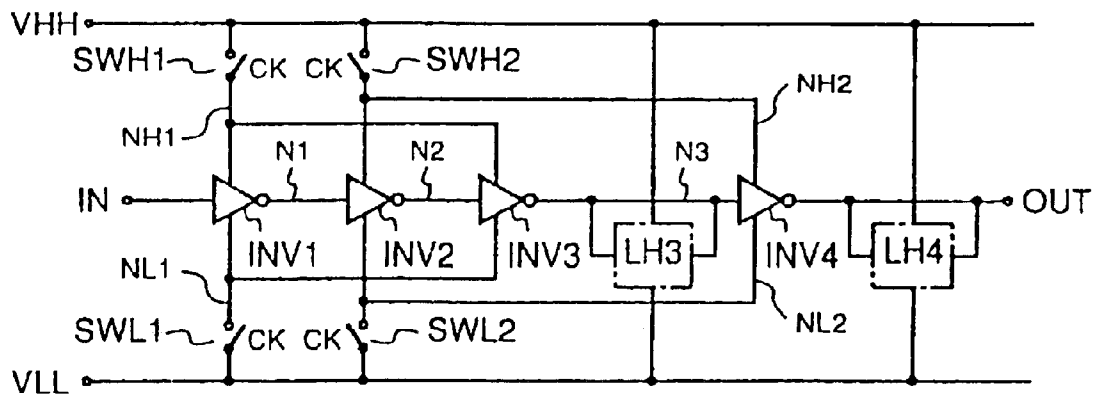 VHH
SWH1 CK CK SWH2
NH2
NH1
N1 N2 N3
IN OUT
INV1 INV2 INV3 LH3 INV4 LH4
NL1
NL2
SWL1 CK CK SWL2
VLL